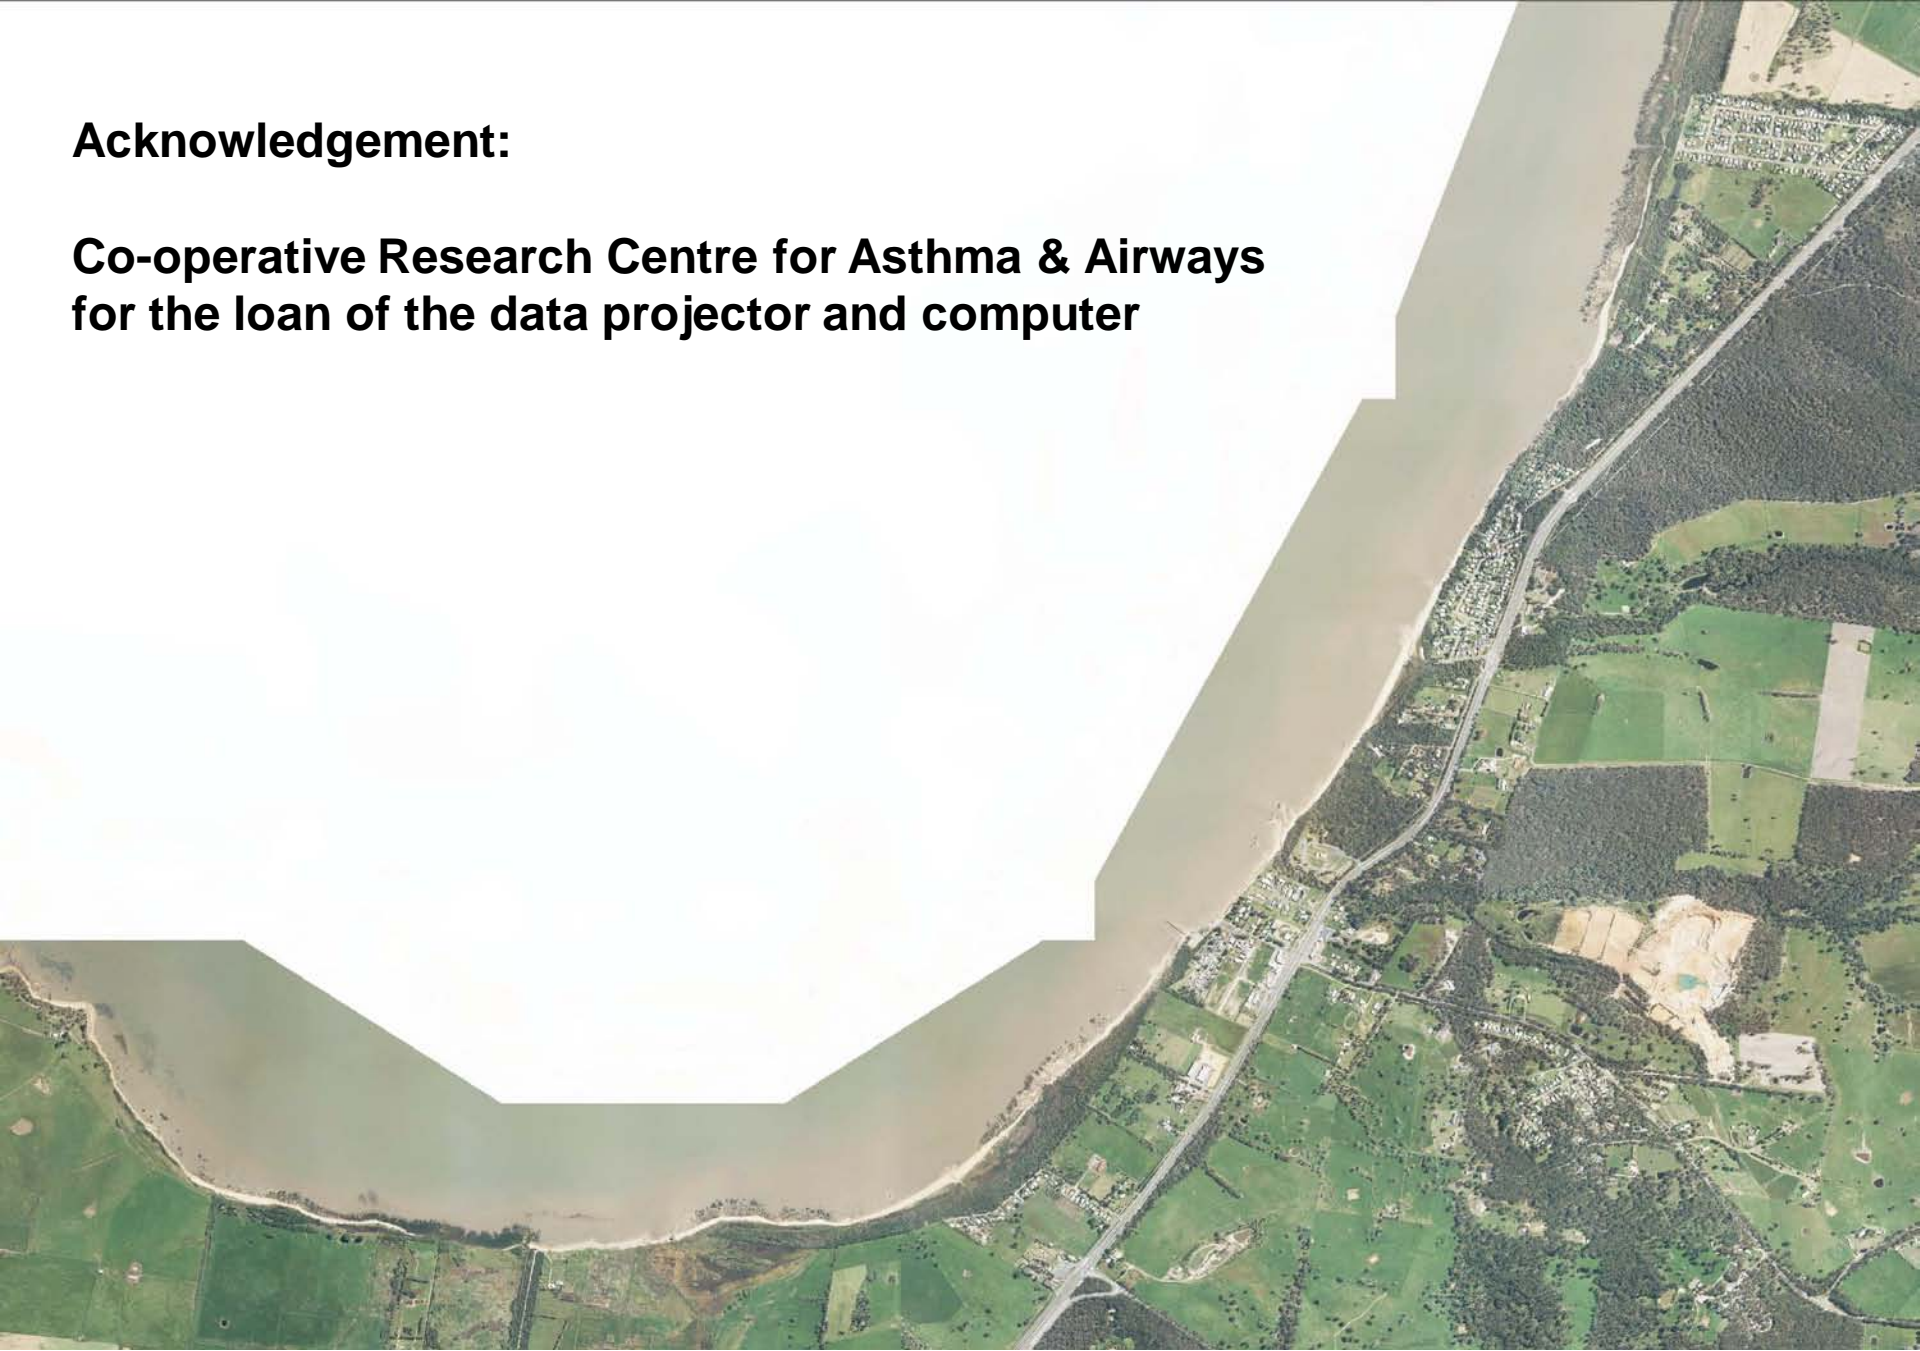 Acknowledgement:
Co-operative Research Centre for Asthma & Airways
for the loan of the data projector and computer